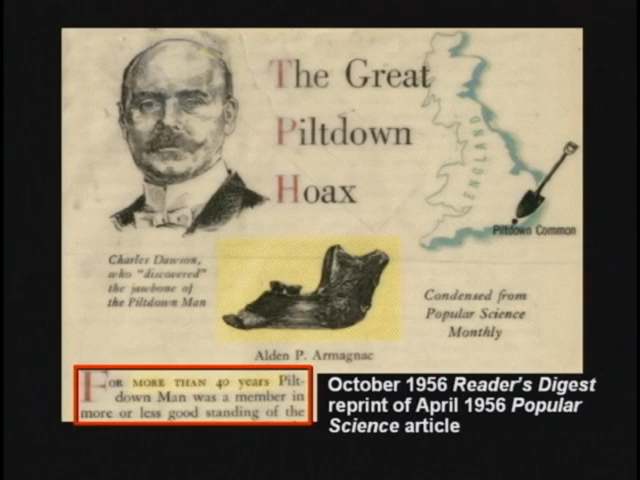 The Great
Piltdown
Hoax
ENGLAND
Piltdown Common
Charles Dawson,
who "discovered"
the jawbone of
the Piltdown Man
Condensed from
Popular Science
Monthly
Alden P. Armagnac
FOR MORE THAN 40 years Pilt-
down Man was a member in
more or less good standing of the
October 1956 Reader's Digest
reprint of April 1956 Popular
Science article